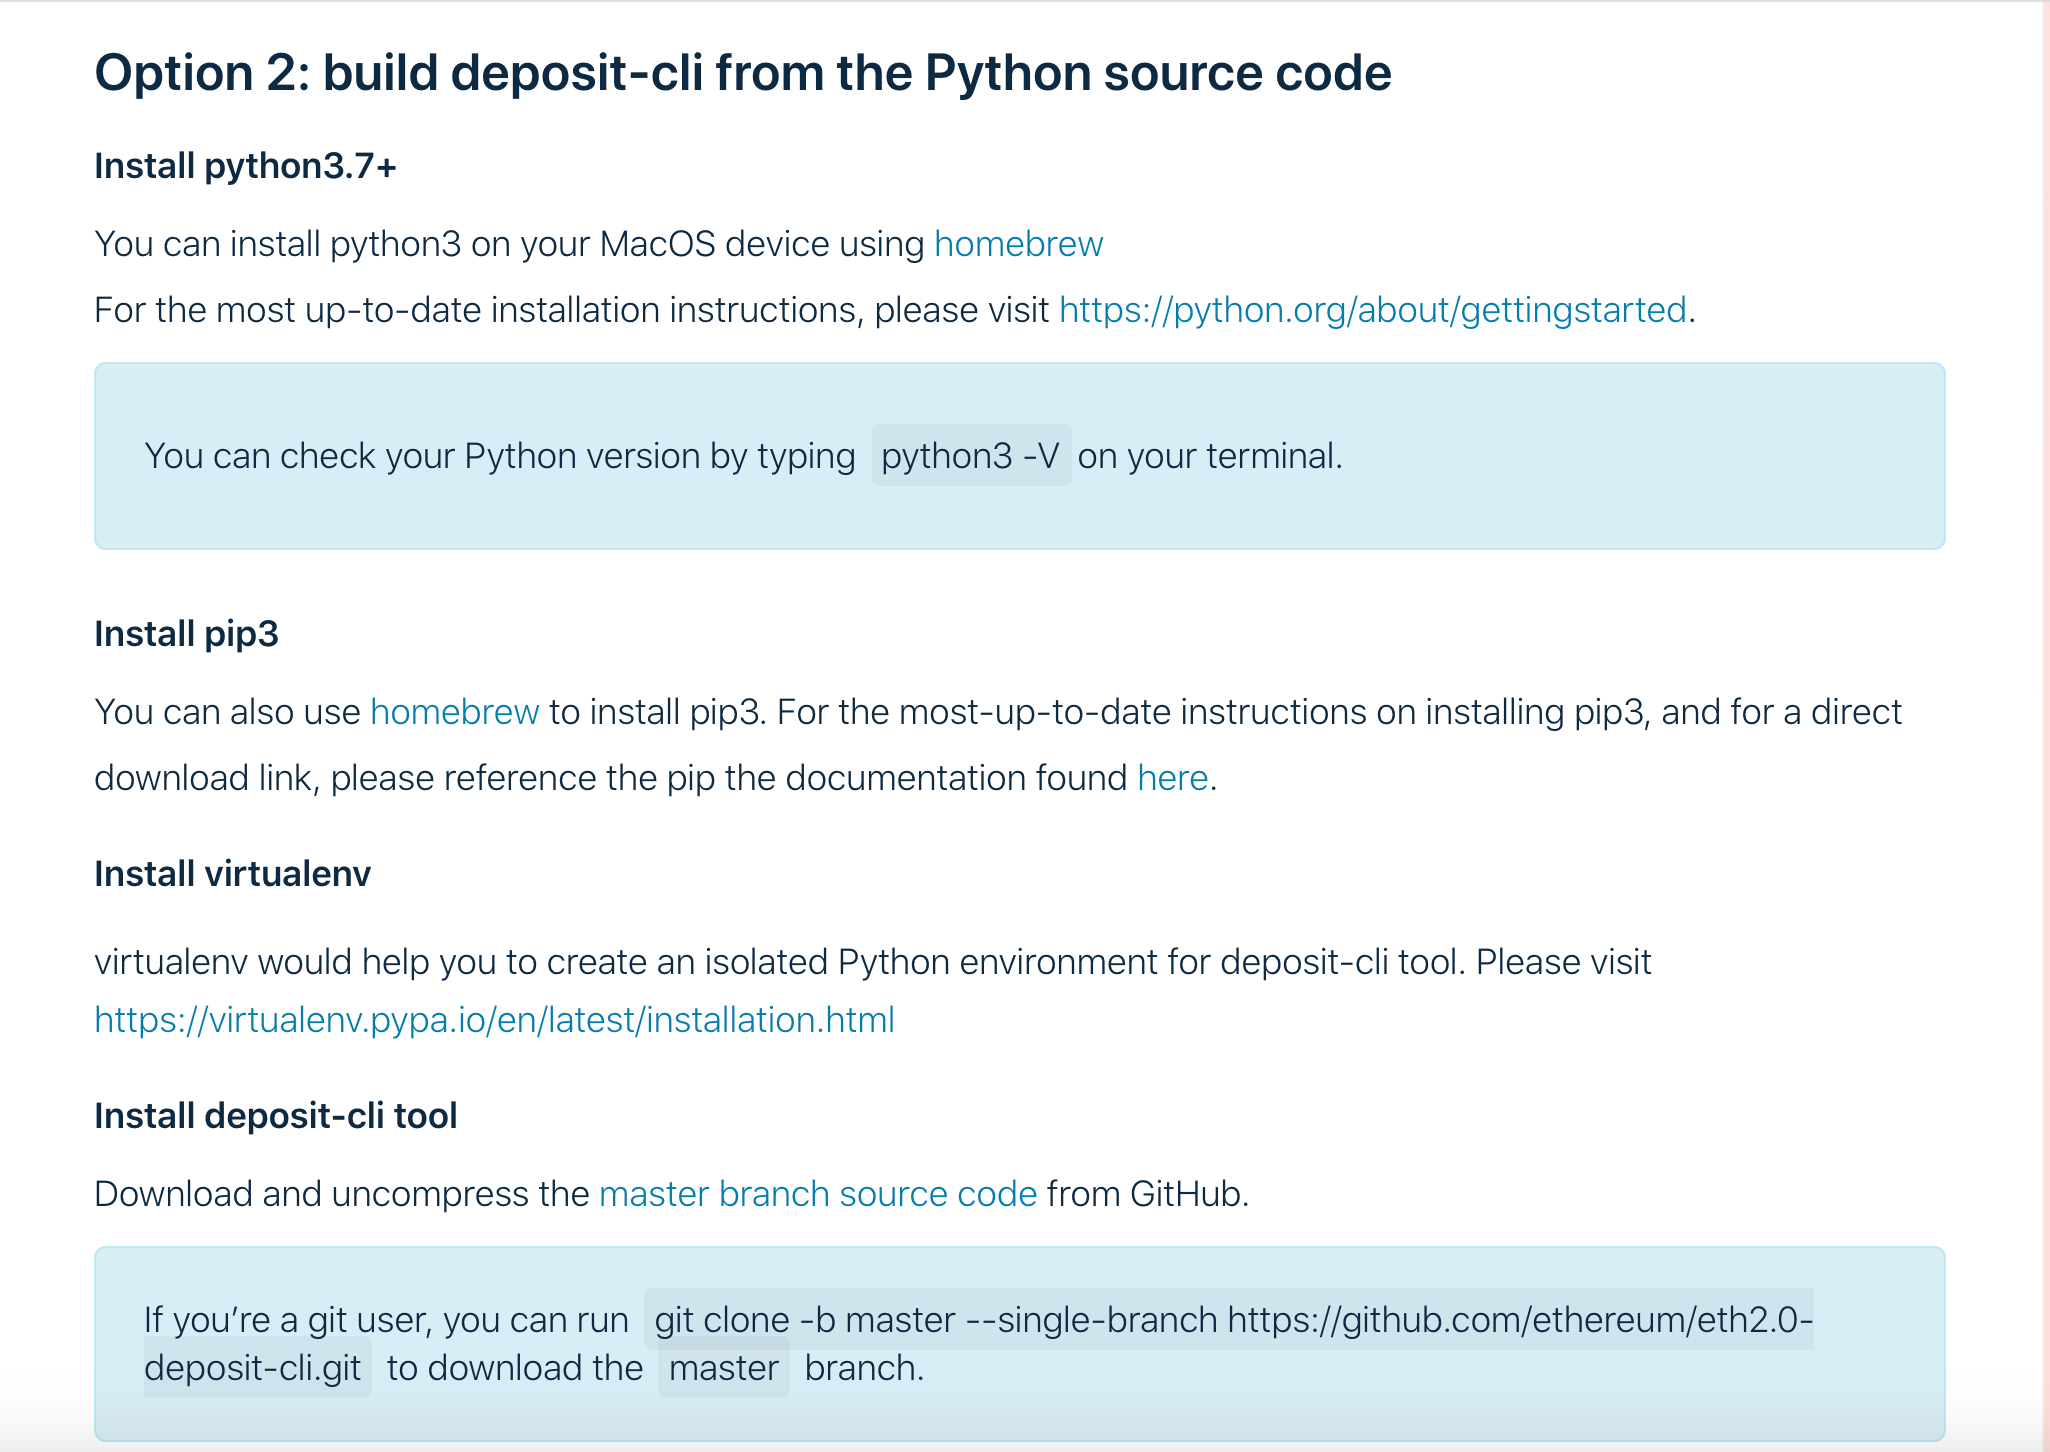 Option 2: build deposit-cli from the Python source code
Install python3.7+
You can install python3 on your MacOS device using homebrew
For the most up-to-date installation instructions, please visit https://python.org/about/gettingstarted.
You can check your Python version by typing python3 -V on your terminal.
Install pip3
You can also use homebrew to install pip3. For the most-up-to-date instructions on installing pip3, and for a direct
download link, please reference the pip the documentation found here.
Install virtualenv
virtualenv would help you to create an isolated Python environment for deposit-cli tool. Please visit
https://virtualenv.pypa.io/en/latest/installation.html
Install deposit-cli tool
Download and uncompress the master branch source code from GitHub.
If you’re a git user, you can run git clone -b master --single-branch https://github.com/ethereum/eth2.0-
deposit-cli.git to download the master branch.